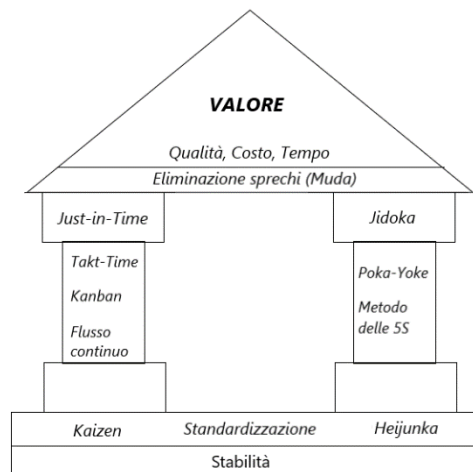 VALORE
Qualità, Costo, Tempo
Eliminazione sprechi (Muda)
Just-in-Time
Jidoka
Takt-Time
Kanban
Flusso
continuo
Poka-Yoke
Metodo
delle 5S
Kaizen Standardizzazione Heijunka
Stabilità